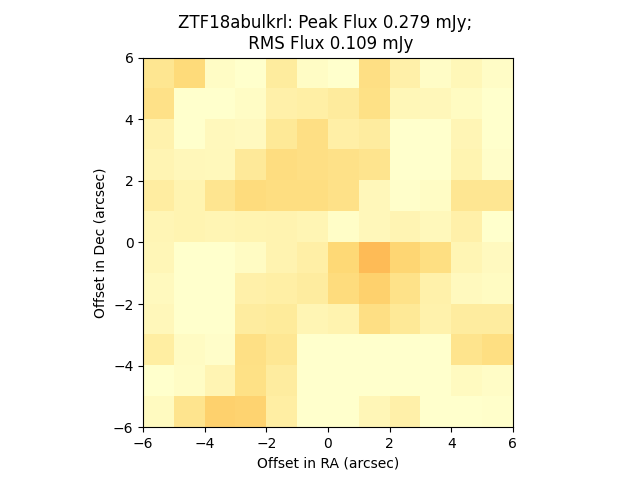 ZTF18abulkrl: Peak Flux 0.279 mJy;
RMS Flux 0.109 mJy
6
4
2
0
−2
−4
−6
Offset in Dec (arcsec)
−6 −4 −2 0 2 4 6
Offset in RA (arcsec)